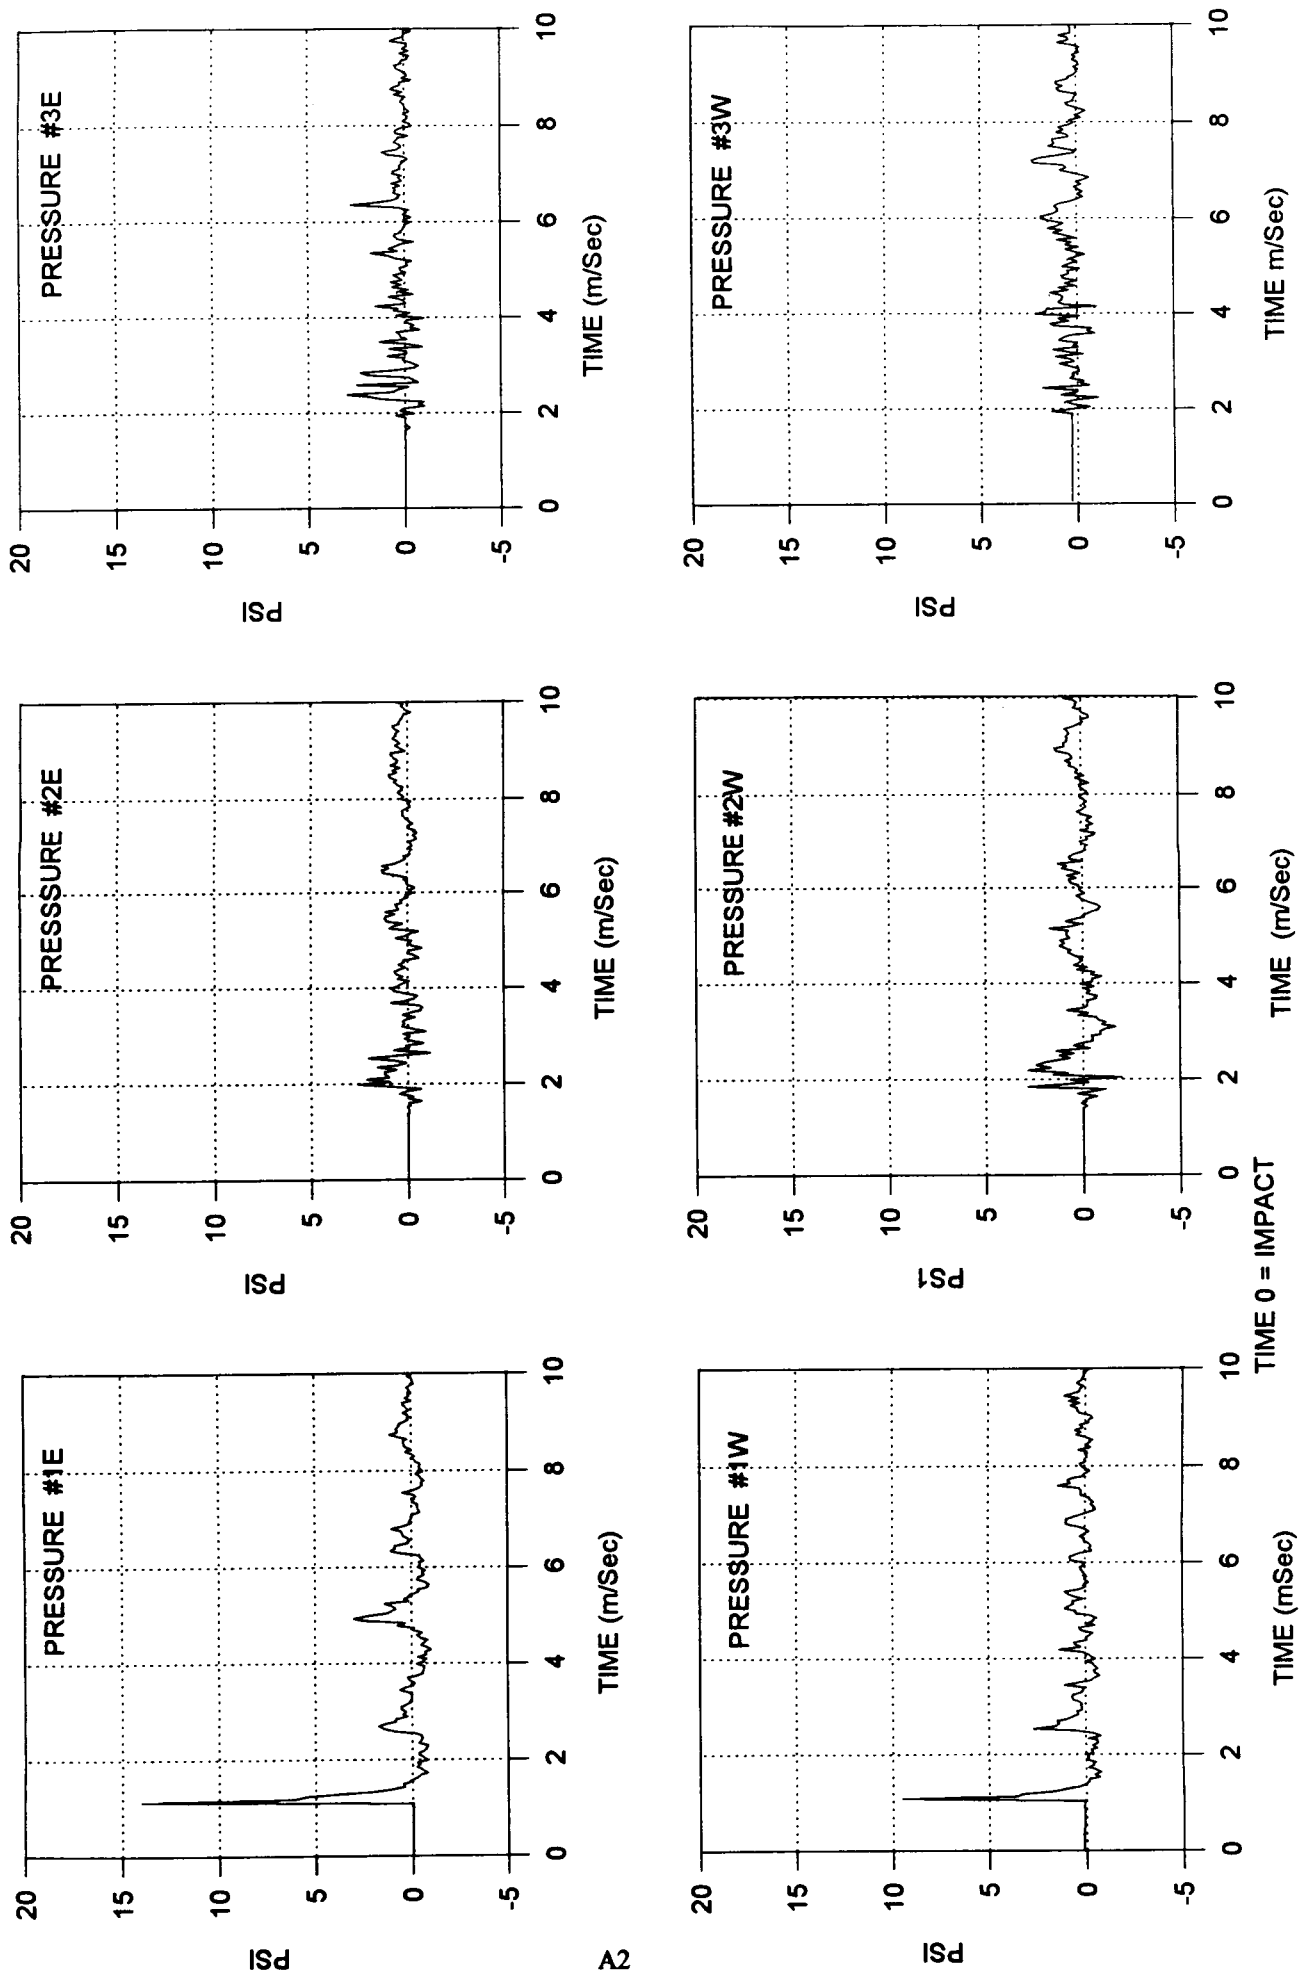 PRESSURE #1E
20
15
10
5
0
-5
PSI
0 2 4 6 8 10
TIME (m/Sec)
PRESSSURE #2E
20
15
10
5
0
-5
PSI
0 2 4 6 8 10
TIME (m/Sec)
PRESSURE #3E
20
15
10
5
0
-5
PSI
0 2 4 6 8 10
TIME (m/Sec)
PRESSURE #1W
20
15
10
5
0
-5
PSI
0 2 4 6 8 10
TIME (mSec)
PRESSURE #2W
20
15
10
5
0
-5
PS1
0 2 4 6 8 10
TIME (m/Sec)
PRESSURE #3W
20
15
10
5
0
-5
PSI
0 2 4 6 8 10
TIME m/Sec)
TIME 0 = IMPACT
A2